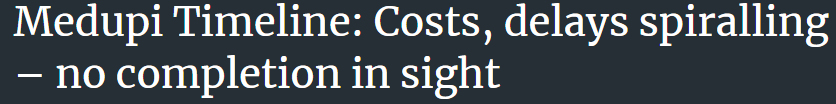 Medupi Timeline: Costs, delays spiralling
– no completion in sight